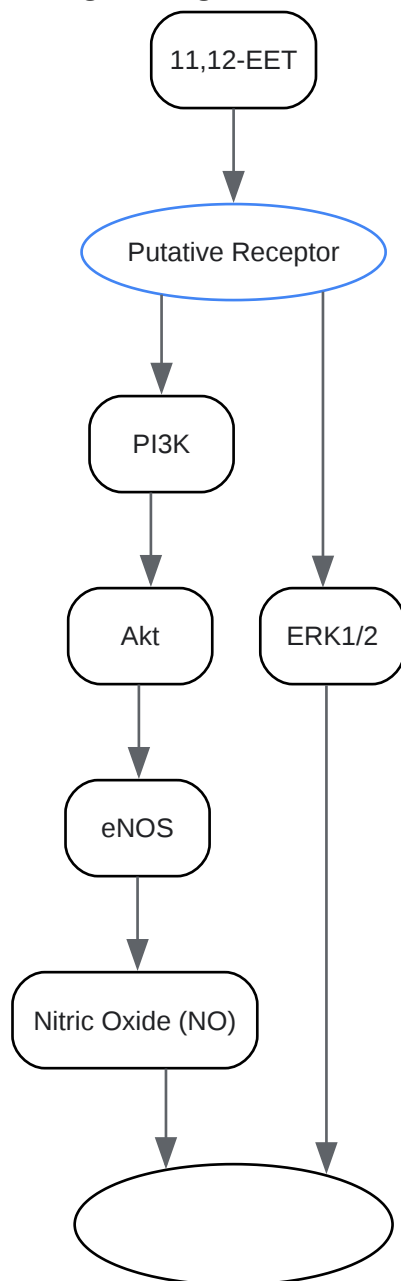 11,12-EET
Putative Receptor
PI3K
Akt
ERK1/2
eNOS
Nitric Oxide (NO)